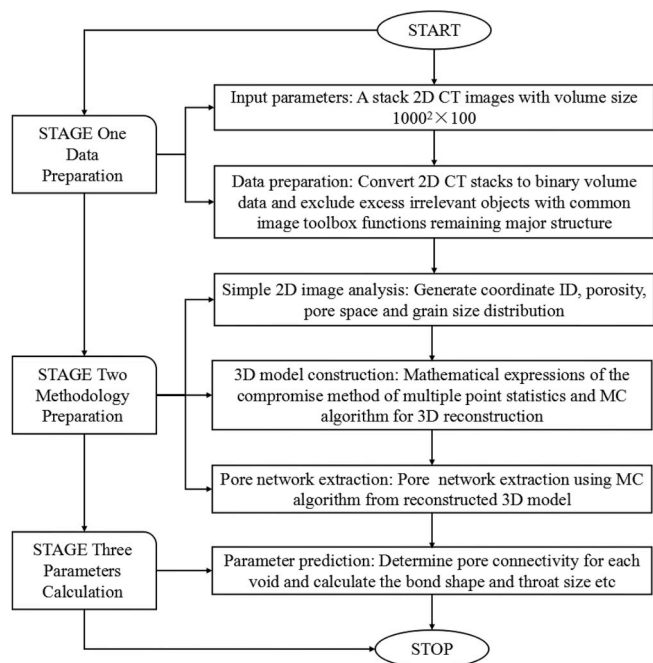 START
Input parameters: A stack 2D CT images with volume size
1000²×100
STAGE One
Data
Preparation
Data preparation: Convert 2D CT stacks to binary volume
data and exclude excess irrelevant objects with common
image toolbox functions remaining major structure
Simple 2D image analysis: Generate coordinate ID, porosity,
pore space and grain size distribution
STAGE Two
Methodology
Preparation
3D model construction: Mathematical expressions of the
compromise method of multiple point statistics and MC
algorithm for 3D reconstruction
Pore network extraction: Pore network extraction using MC
algorithm from reconstructed 3D model
STAGE Three
Parameters
Calculation
Parameter prediction: Determine pore connectivity for each
void and calculate the bond shape and throat size etc
STOP